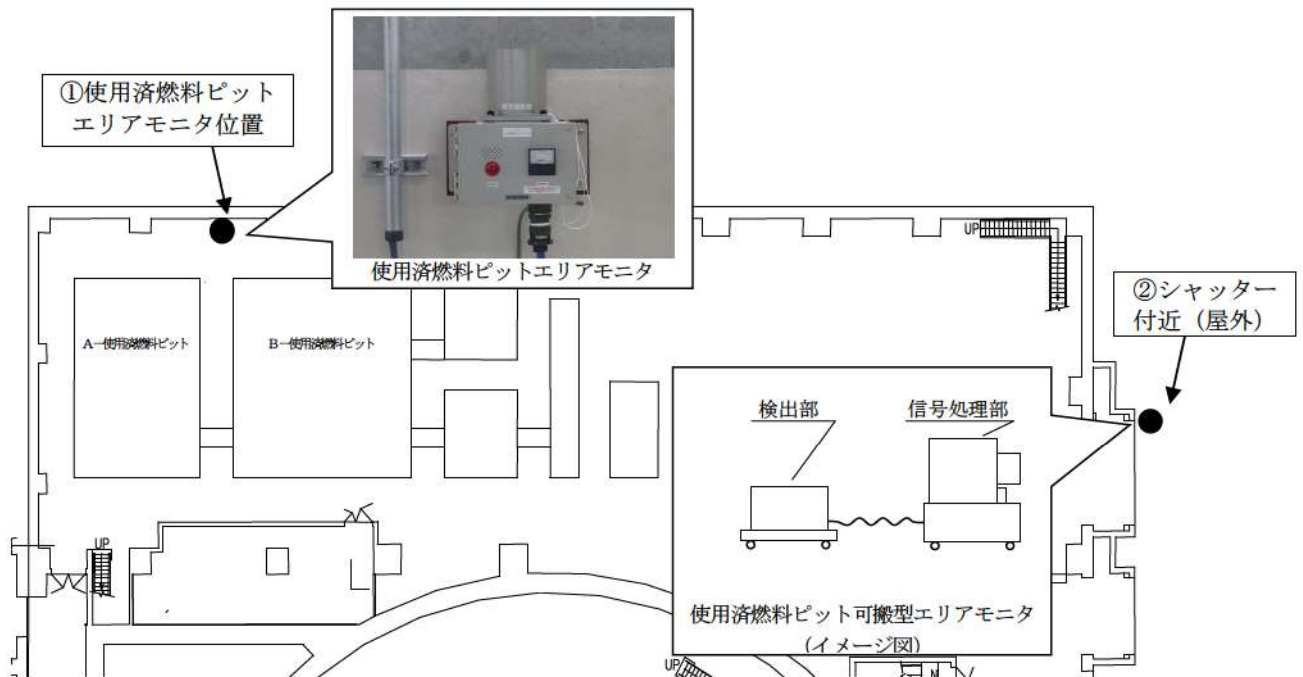 ①使用済燃料ピット
エリアモニタ位置
使用済燃料ピットエリアモニタ
UP
②シャッター
付近（屋外）
A－使用済燃料ピット
B－使用済燃料ピット
検出部
信号処理部
UP
使用済燃料ピット可搬型エリアモニタ
（イメージ図）
UP
N